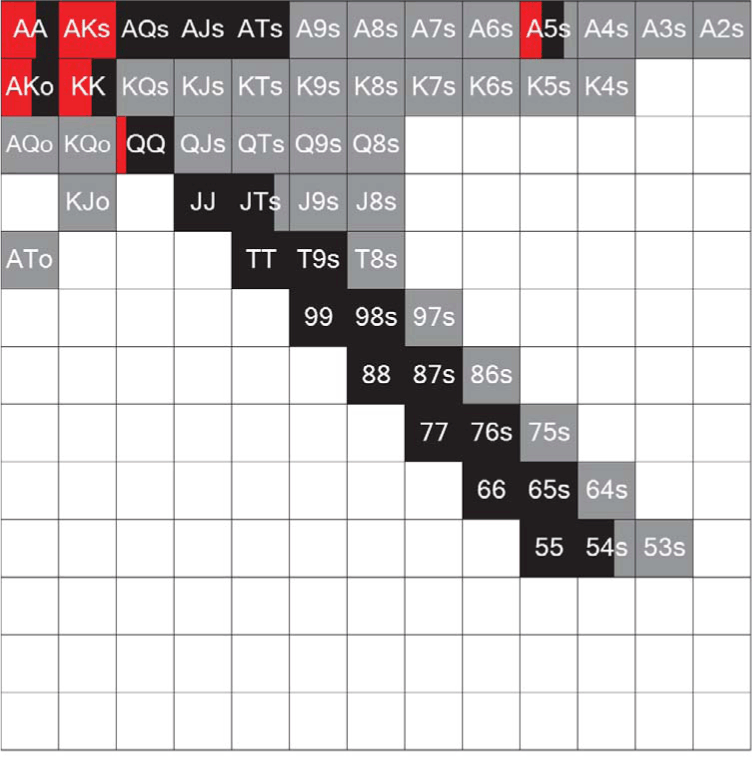 AA AKs AQs AJs ATs A9s A8s A7s A6s A5s A4s A3s A2s
AKo KK KQs KJs KTs K9s K8s K7s K6s K5s K4s
AQo KQo QQ QJs QTs Q9s Q8s
KJo JJ JTs J9s J8s
ATo TT T9s T8s
99 98s 97s
88 87s 86s
77 76s 75s
66 65s 64s
55 54s 53s